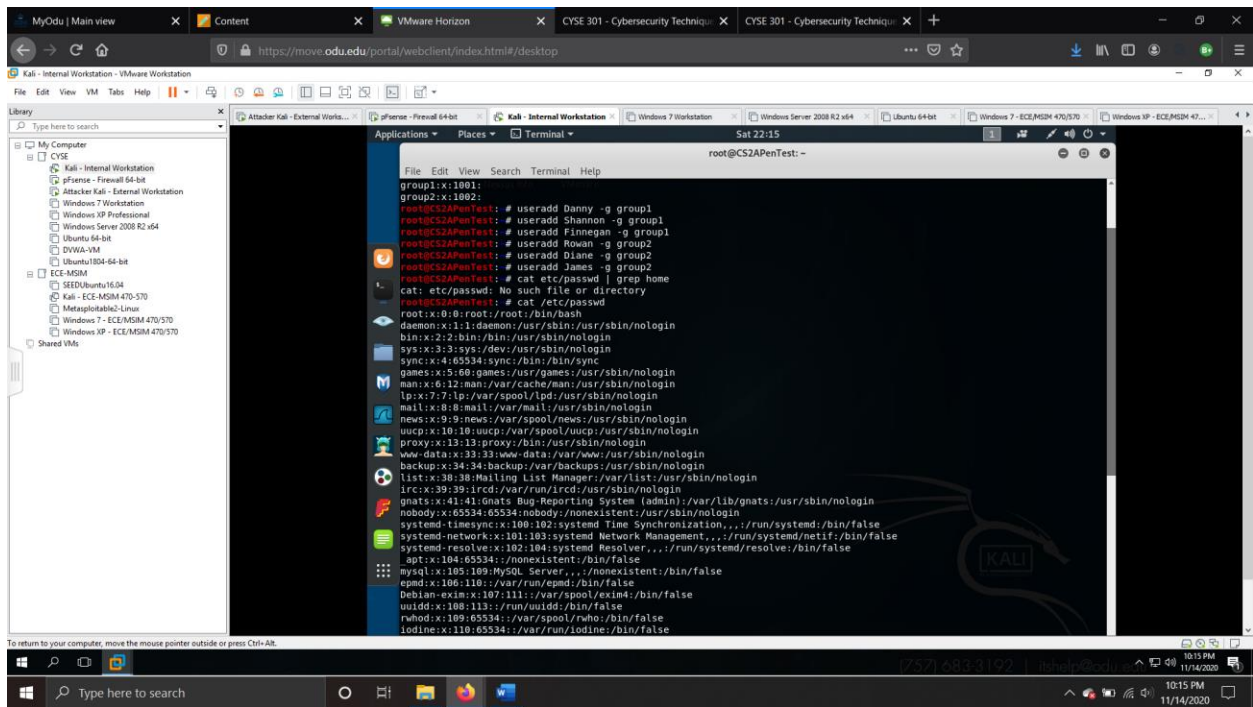 MyOdu | Main view
Content
VMware Horizon
CYSE 301 - Cybersecurity Techniqu
CYSE 301 - Cybersecurity Techniqu
https://move.odu.edu/portal/webclient/index.html#/desktop
Kali - Internal Workstation - VMware Workstation
File Edit View VM Tabs Help
Library
Type here to search
My Computer
CYSE
Kali - Internal Workstation
pFsense - Firewall 64-bit
Attacker Kali - External Workstation
Windows 7 Workstation
Windows XP Professional
Windows Server 2008 R2 x64
Ubuntu 64-bit
DVWA-VM
Ubuntu1804-64-bit
ECE-MSIM
SEEDUbuntu16.04
Kali - ECE-MSIM 470-570
Metasploitable2-Linux
Windows 7 - ECE/MSIM 470/570
Windows XP - ECE/MSIM 470/570
Shared VMs
Attacker Kali - External Works...
pFsense - Firewall 64-bit
Kali - Internal Workstation
Windows 7 Workstation
Windows Server 2008 R2 x64
Ubuntu 64-bit
Windows 7 - ECE/MSIM 470/570
Windows XP - ECE/MSIM 47...
Applications Places Terminal Sat 22:15 1
root@CS2APenTest: ~
File Edit View Search Terminal Help
group1:x:1001:
group2:x:1002:
root@CS2APenTest:~# useradd Danny -g group1
root@CS2APenTest:~# useradd Shannon -g group1
root@CS2APenTest:~# useradd Finnegan -g group1
root@CS2APenTest:~# useradd Rowan -g group2
root@CS2APenTest:~# useradd Diane -g group2
root@CS2APenTest:~# useradd James -g group2
root@CS2APenTest:~# cat etc/passwd | grep home
cat: etc/passwd: No such file or directory
root@CS2APenTest:~# cat /etc/passwd
root:x:0:0:root:/root:/bin/bash
daemon:x:1:1:daemon:/usr/sbin:/usr/sbin/nologin
bin:x:2:2:bin:/bin:/usr/sbin/nologin
sys:x:3:3:sys:/dev:/usr/sbin/nologin
sync:x:4:65534:sync:/bin:/bin/sync
games:x:5:60:games:/usr/games:/usr/sbin/nologin
man:x:6:12:man:/var/cache/man:/usr/sbin/nologin
lp:x:7:7:lp:/var/spool/lpd:/usr/sbin/nologin
mail:x:8:8:mail:/var/mail:/usr/sbin/nologin
news:x:9:9:news:/var/spool/news:/usr/sbin/nologin
uucp:x:10:10:uucp:/var/spool/uucp:/usr/sbin/nologin
proxy:x:13:13:proxy:/bin:/usr/sbin/nologin
www-data:x:33:33:www-data:/var/www:/usr/sbin/nologin
backup:x:34:34:backup:/var/backups:/usr/sbin/nologin
list:x:38:38:Mailing List Manager:/var/list:/usr/sbin/nologin
irc:x:39:39:ircd:/var/run/ircd:/usr/sbin/nologin
gnats:x:41:41:Gnats Bug-Reporting System (admin):/var/lib/gnats:/usr/sbin/nologin
nobody:x:65534:65534:nobody:/nonexistent:/usr/sbin/nologin
systemd-timesync:x:100:102:systemd Time Synchronization,,,:/run/systemd:/bin/false
systemd-network:x:101:103:systemd Network Management,,,:/run/systemd/netif:/bin/false
systemd-resolve:x:102:104:systemd Resolver,,,:/run/systemd/resolve:/bin/false
_apt:x:104:65534::/nonexistent:/bin/false
mysql:x:105:109:MySQL Server,,,:/nonexistent:/bin/false
epmd:x:106:110::/var/run/epmd:/bin/false
Debian-exim:x:107:111::/var/spool/exim4:/bin/false
uuidd:x:108:113::/run/uuidd:/bin/false
rwhod:x:109:65534::/var/spool/rwho:/bin/false
iodine:x:110:65534::/var/run/iodine:/bin/false
KALI
To return to your computer, move the mouse pointer outside or press Ctrl+Alt.
(757) 683-3192 | itshelp@odu.edu
10:15 PM
11/14/2020
Type here to search
10:15 PM
11/14/2020